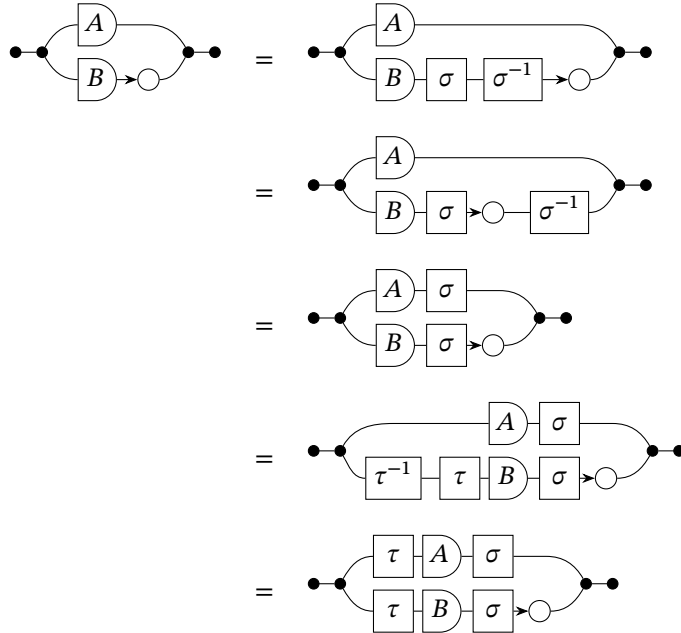 A
B
= A
B σ σ⁻¹
= A
B σ σ⁻¹
= A σ
B σ
= A σ
τ⁻¹ τ B σ
= τ A σ
τ B σ